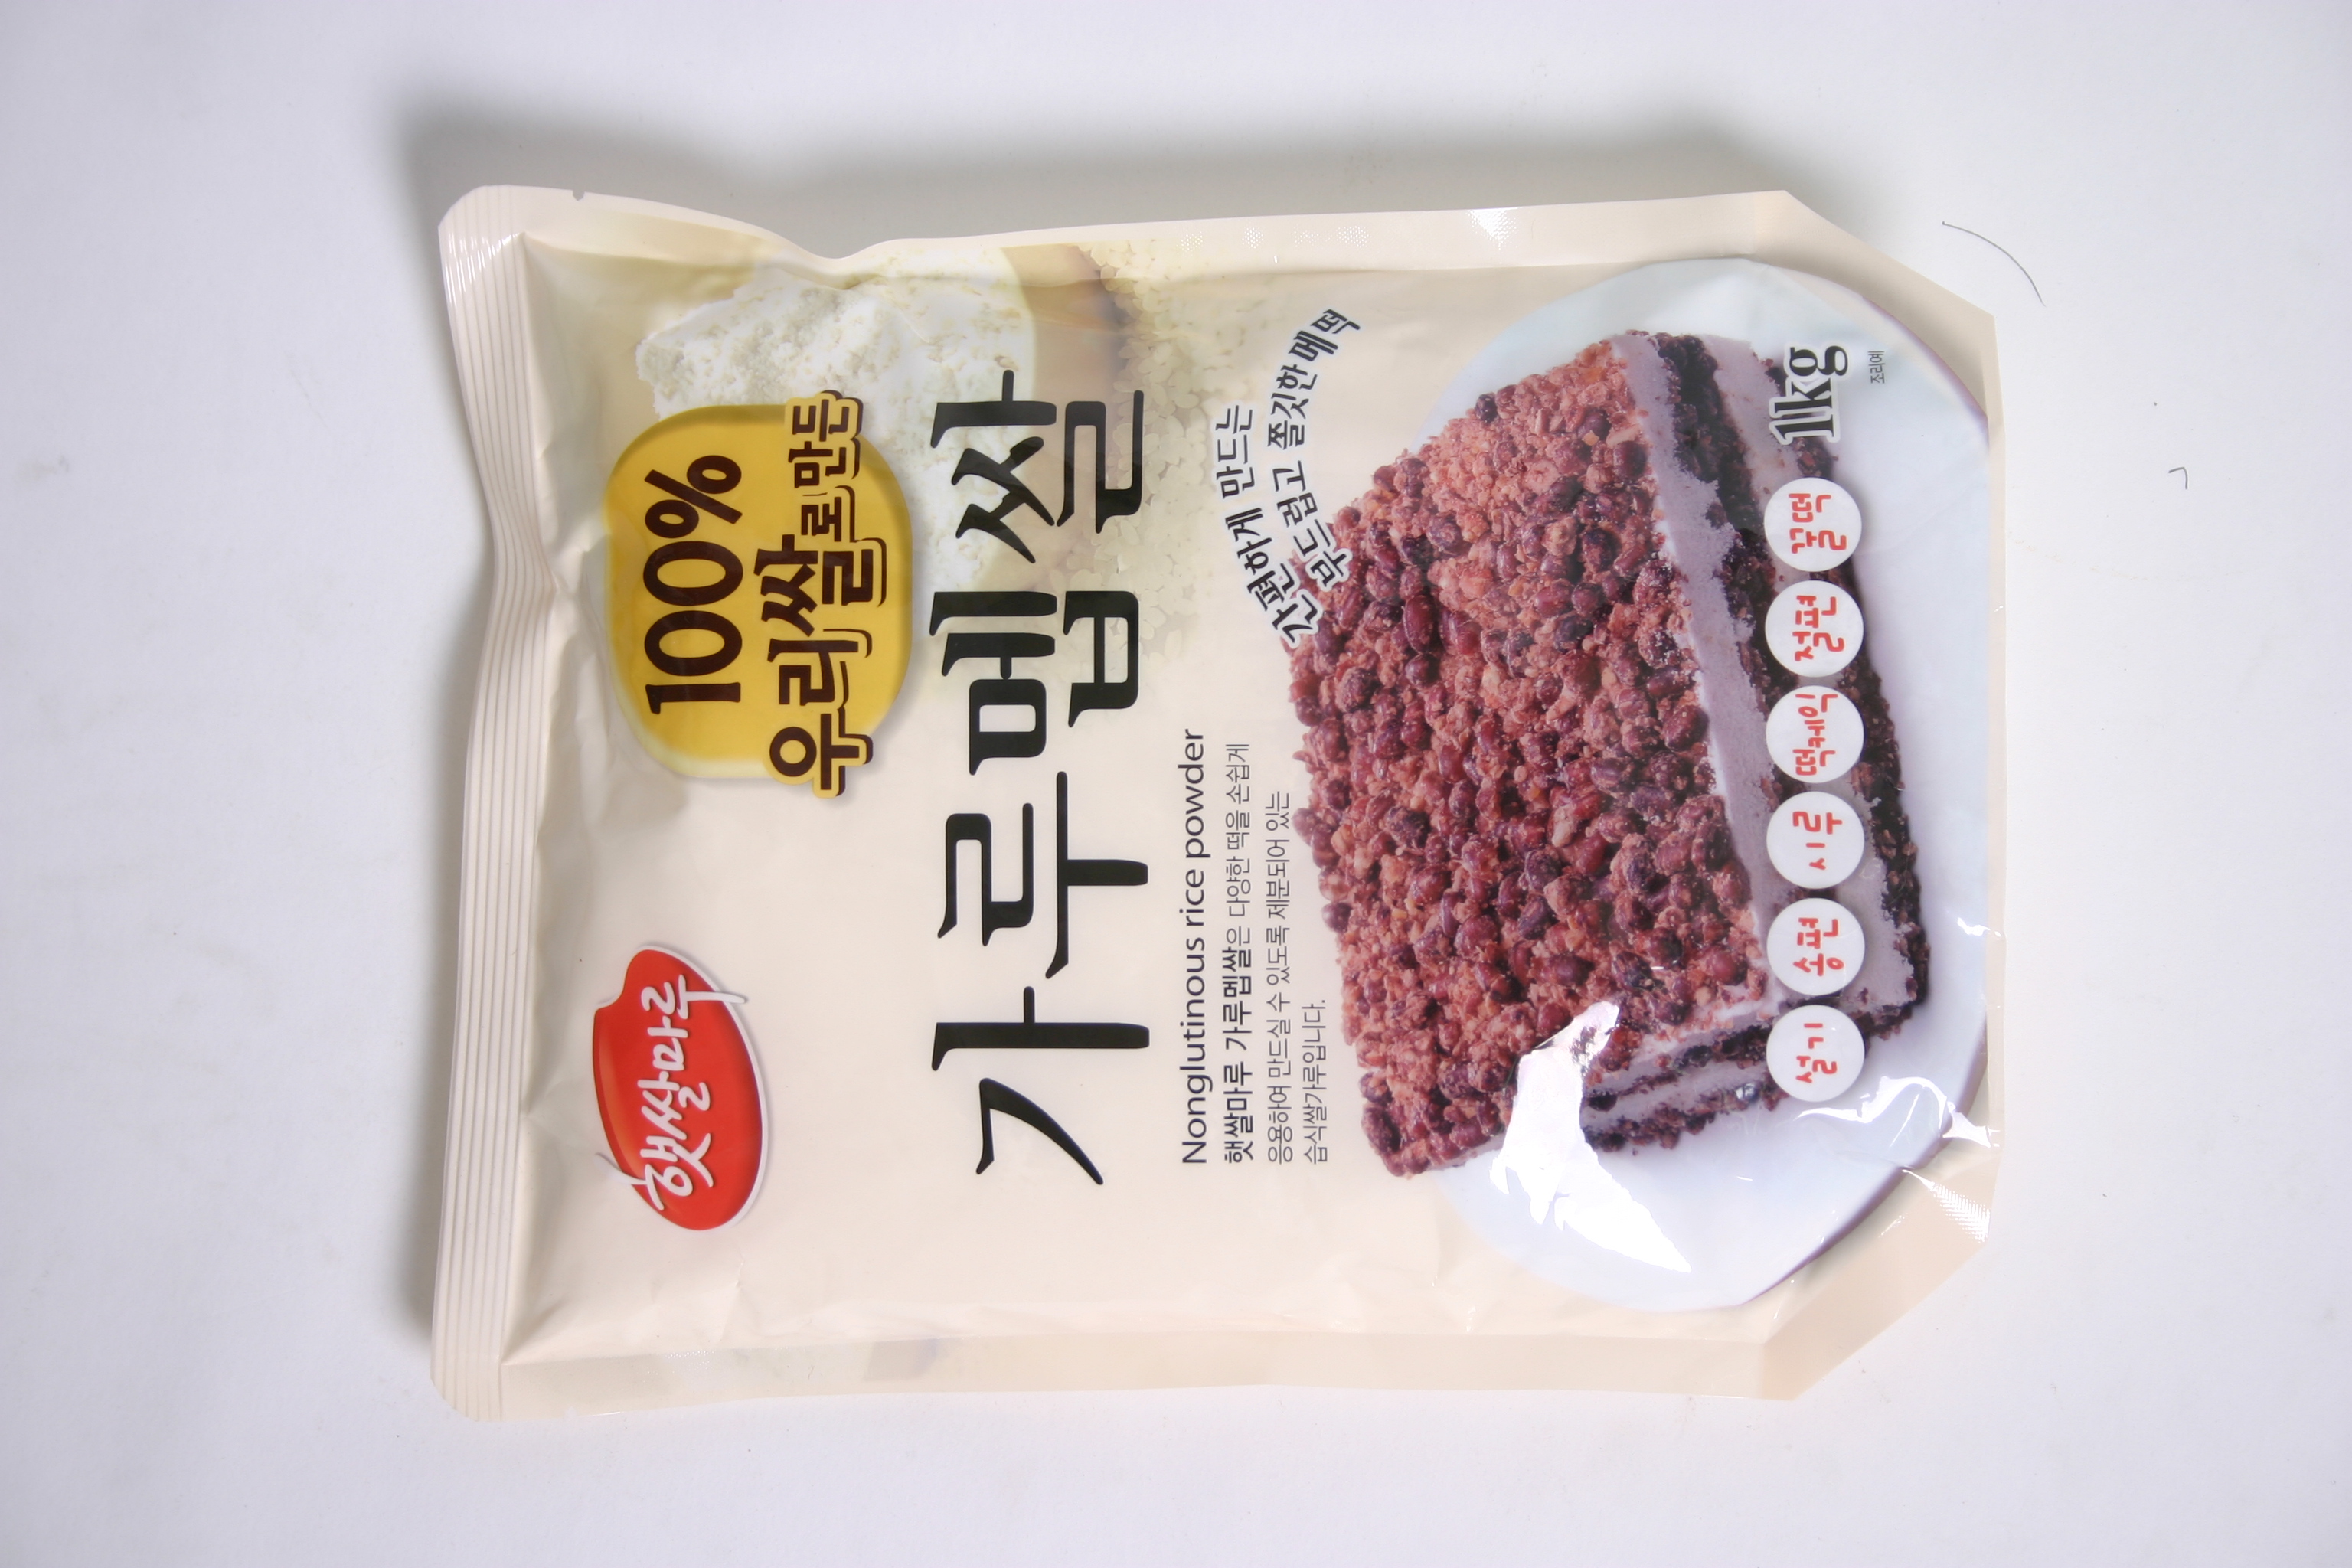 햇쌀마루
100%
우리쌀로만든
가루멥쌀
Nonglutinous rice powder
햇쌀마루 가루멥쌀은 다양한 떡을 손쉽게
응용하여 만드실 수 있도록 제분되어 있는
습식쌀가루입니다.
간편하게 만드는
부드럽고 쫄깃한 메떡
설기
송편
시루
떡케익
절편
꿀떡
1kg
조리예